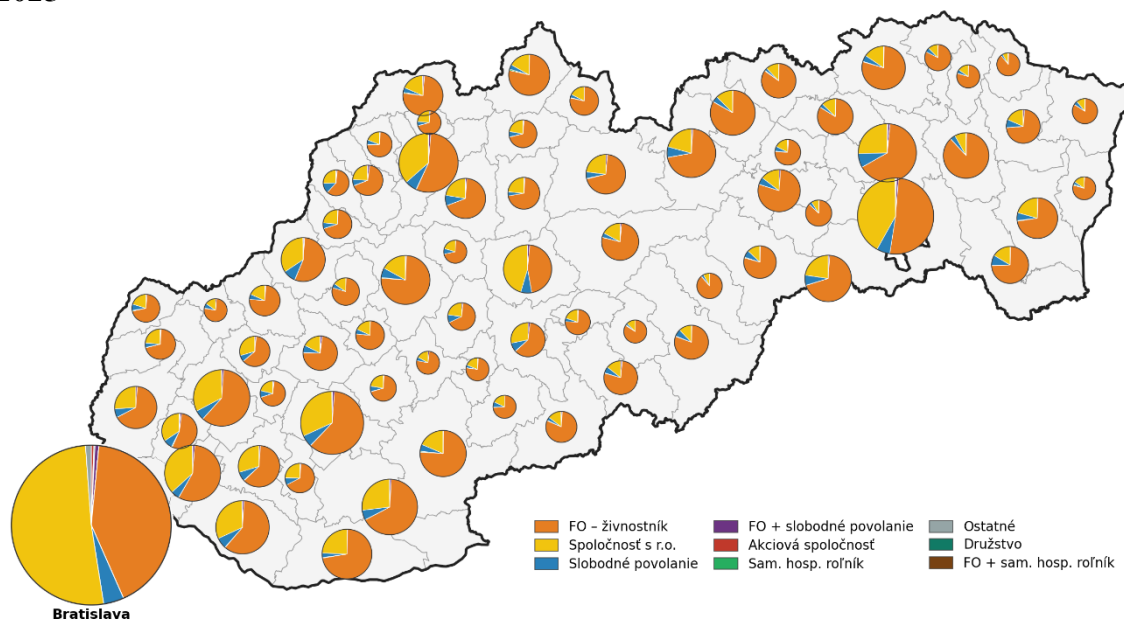 FO – živnostník
Spoločnosť s r.o.
Slobodné povolanie
FO + slobodné povolanie
Akciová spoločnosť
Sam. hosp. roľník
Ostatné
Družstvo
FO + sam. hosp. roľník
Bratislava